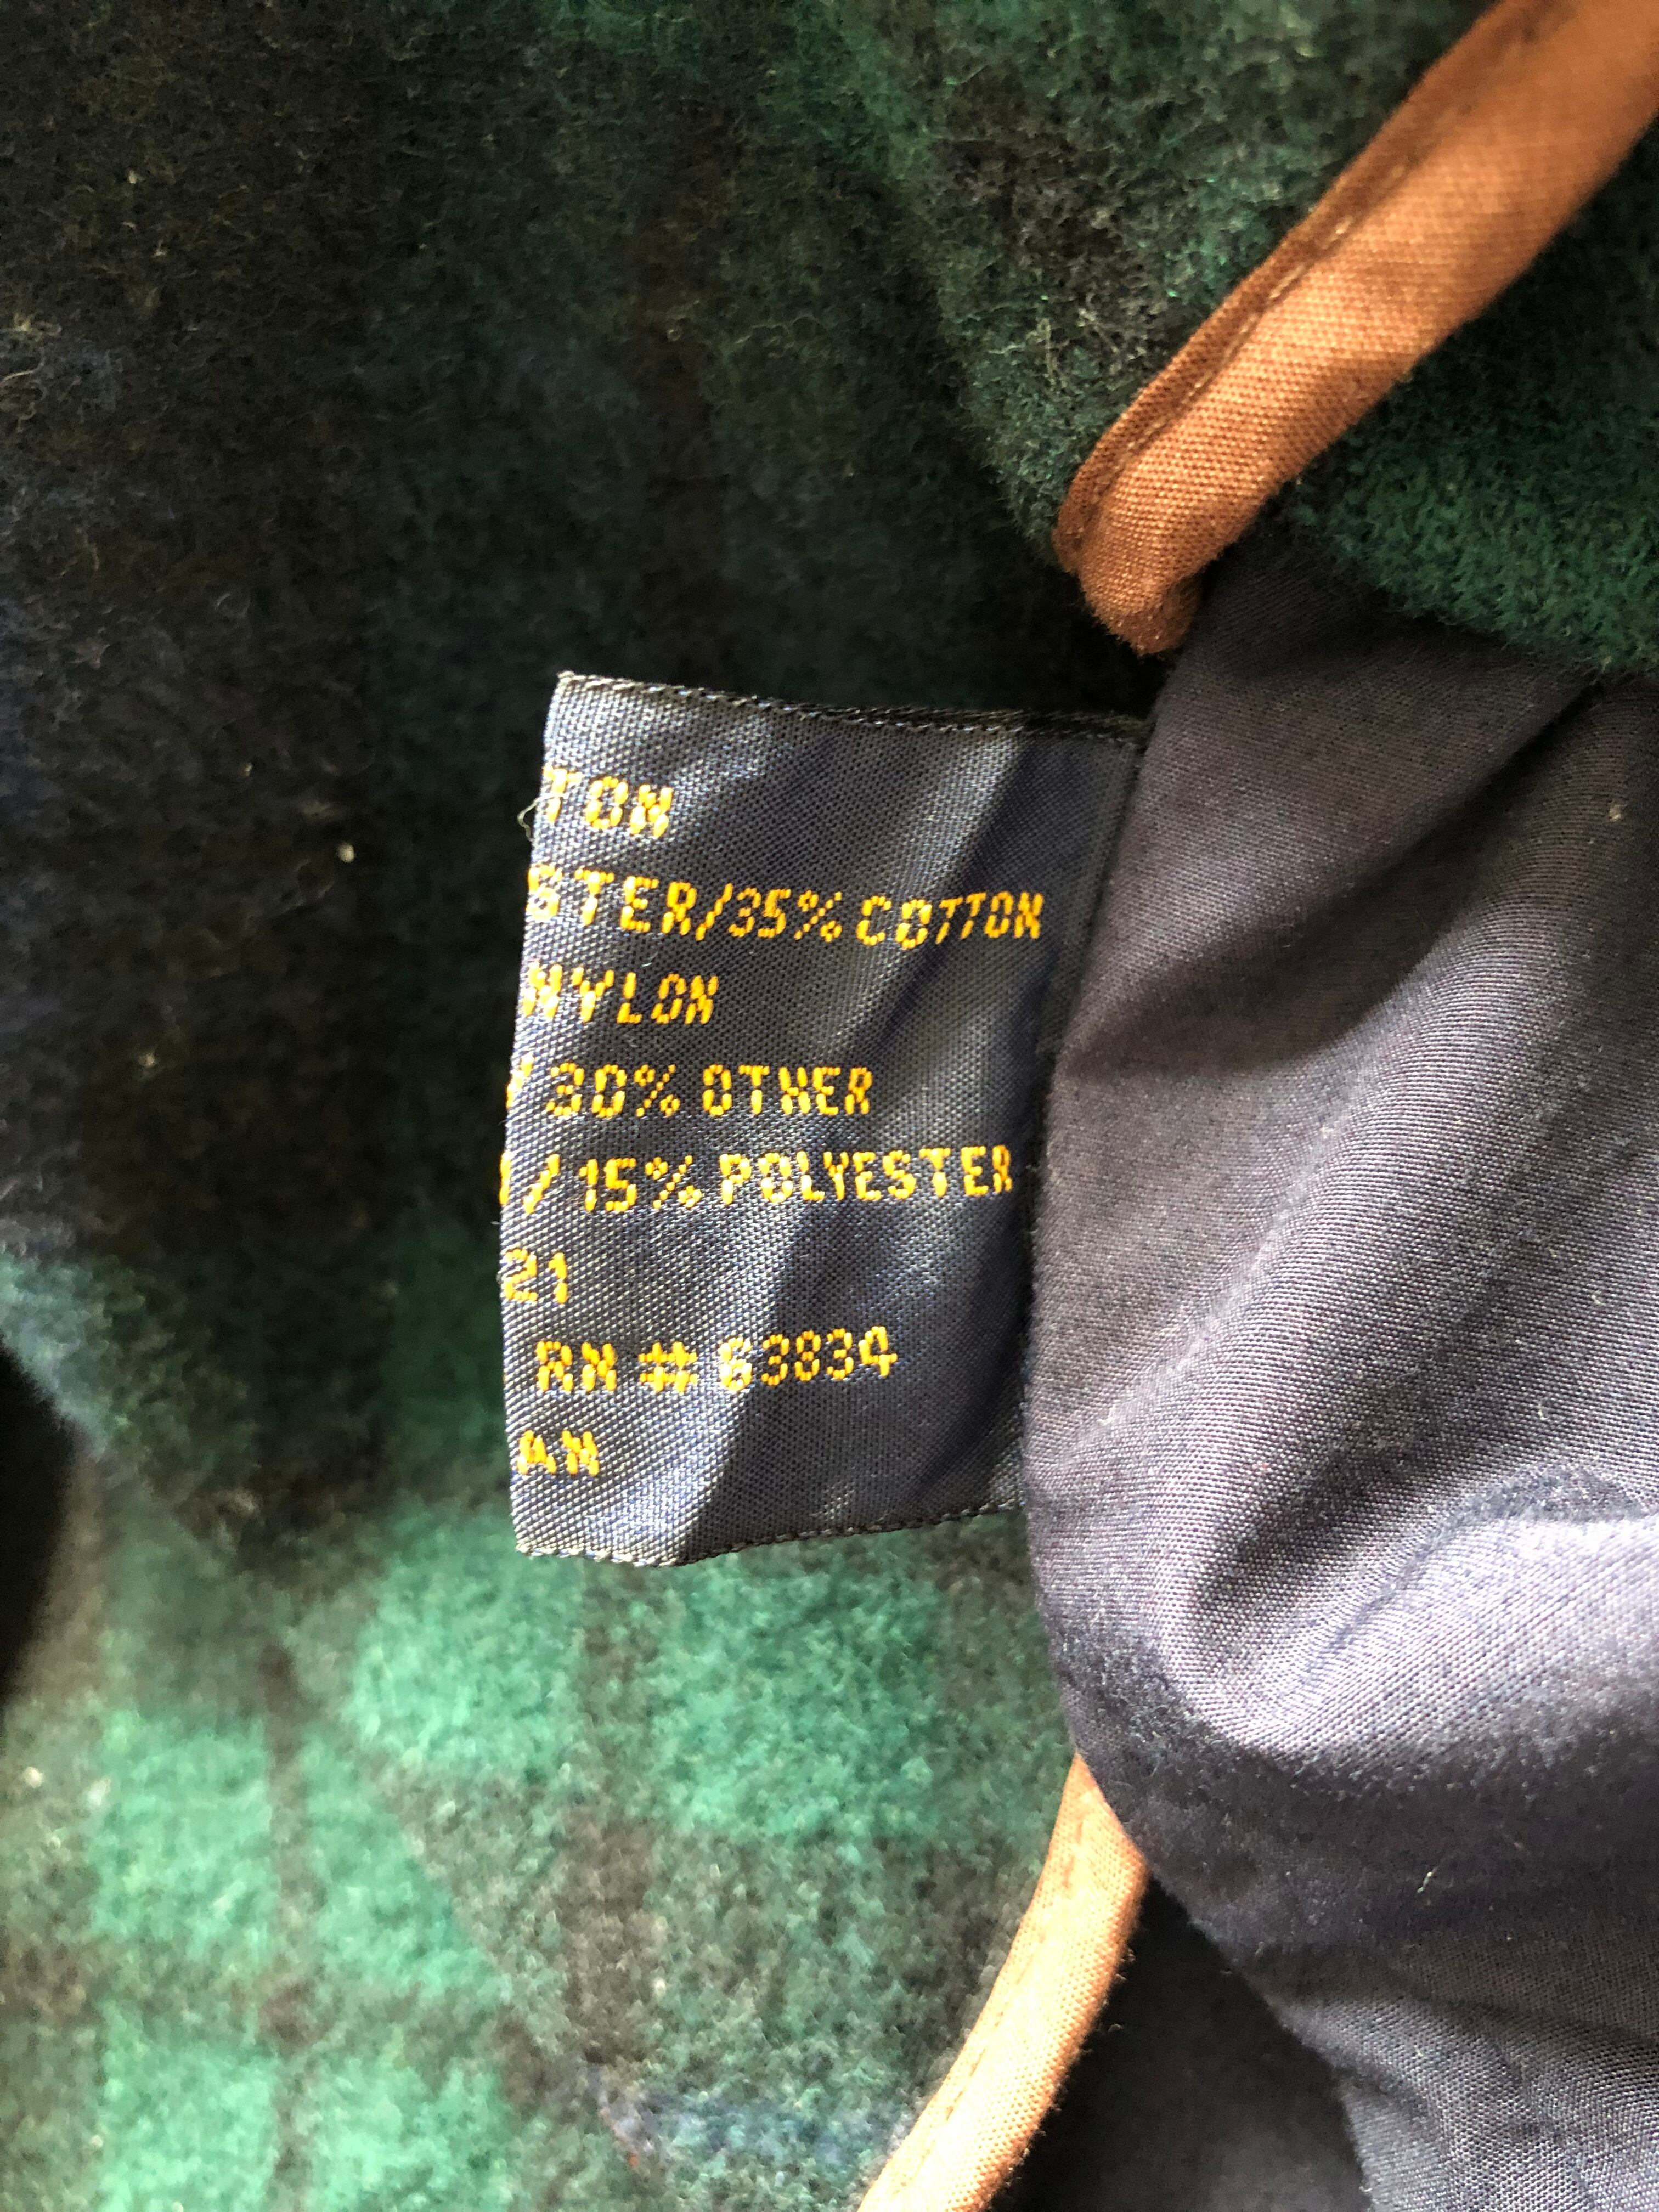 TON
STER/35% COTTON
NYLON
/30% OTHER
/15% POLYESTER
21
RN # 63834
AN